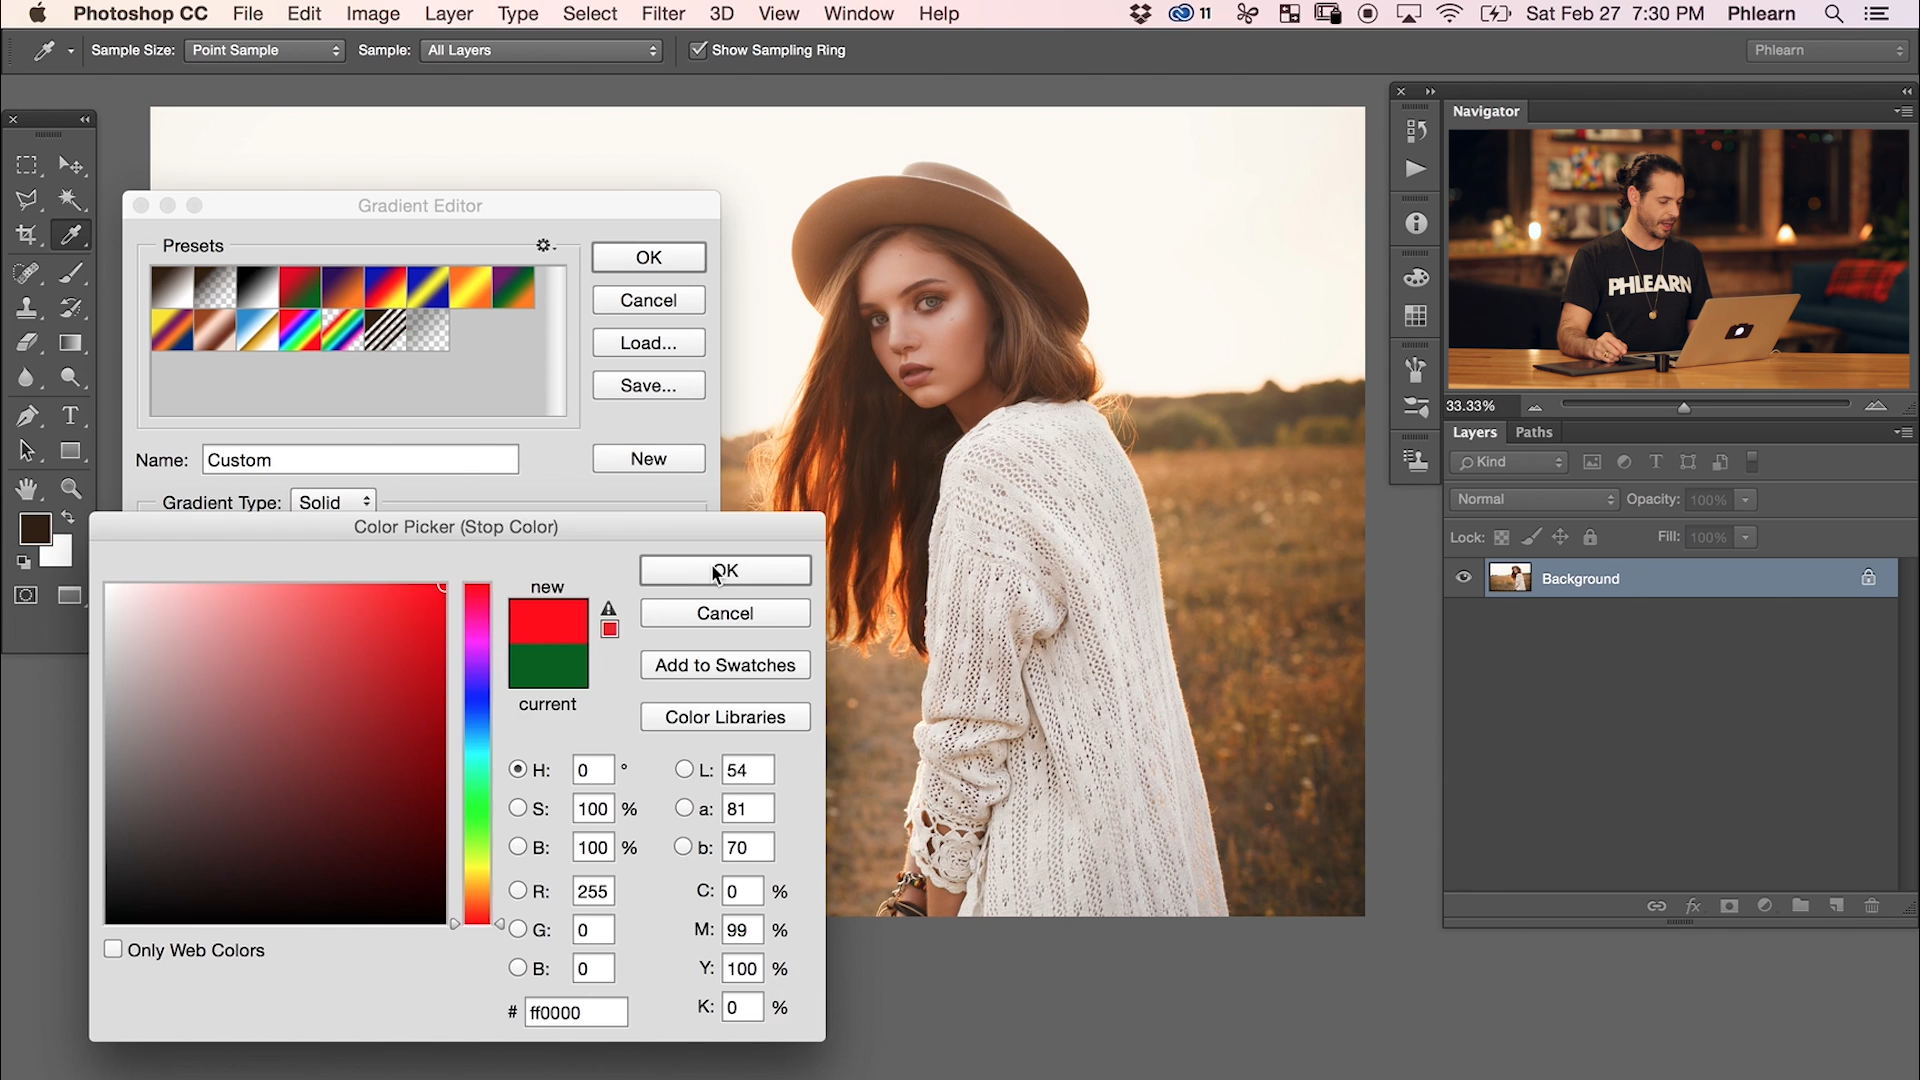 Photoshop CC File Edit Image Layer Type Select Filter 3D View Window Help 11 Sat Feb 27 7:30 PM Phlearn
Sample Size: Point Sample Sample: All Layers Show Sampling Ring Phlearn
Navigator
PHLEARN
33.33%
Layers Paths
Kind
Normal Opacity: 100%
Lock: Fill: 100%
Background
Gradient Editor
Presets
OK
Cancel
Load...
Save...
Name: Custom
New
Gradient Type: Solid
Color Picker (Stop Color)
new
current
OK
Cancel
Add to Swatches
Color Libraries
H: 0 ° L: 54
S: 100 % a: 81
B: 100 % b: 70
R: 255 C: 0 %
G: 0 M: 99 %
B: 0 Y: 100 %
# ff0000 K: 0 %
Only Web Colors